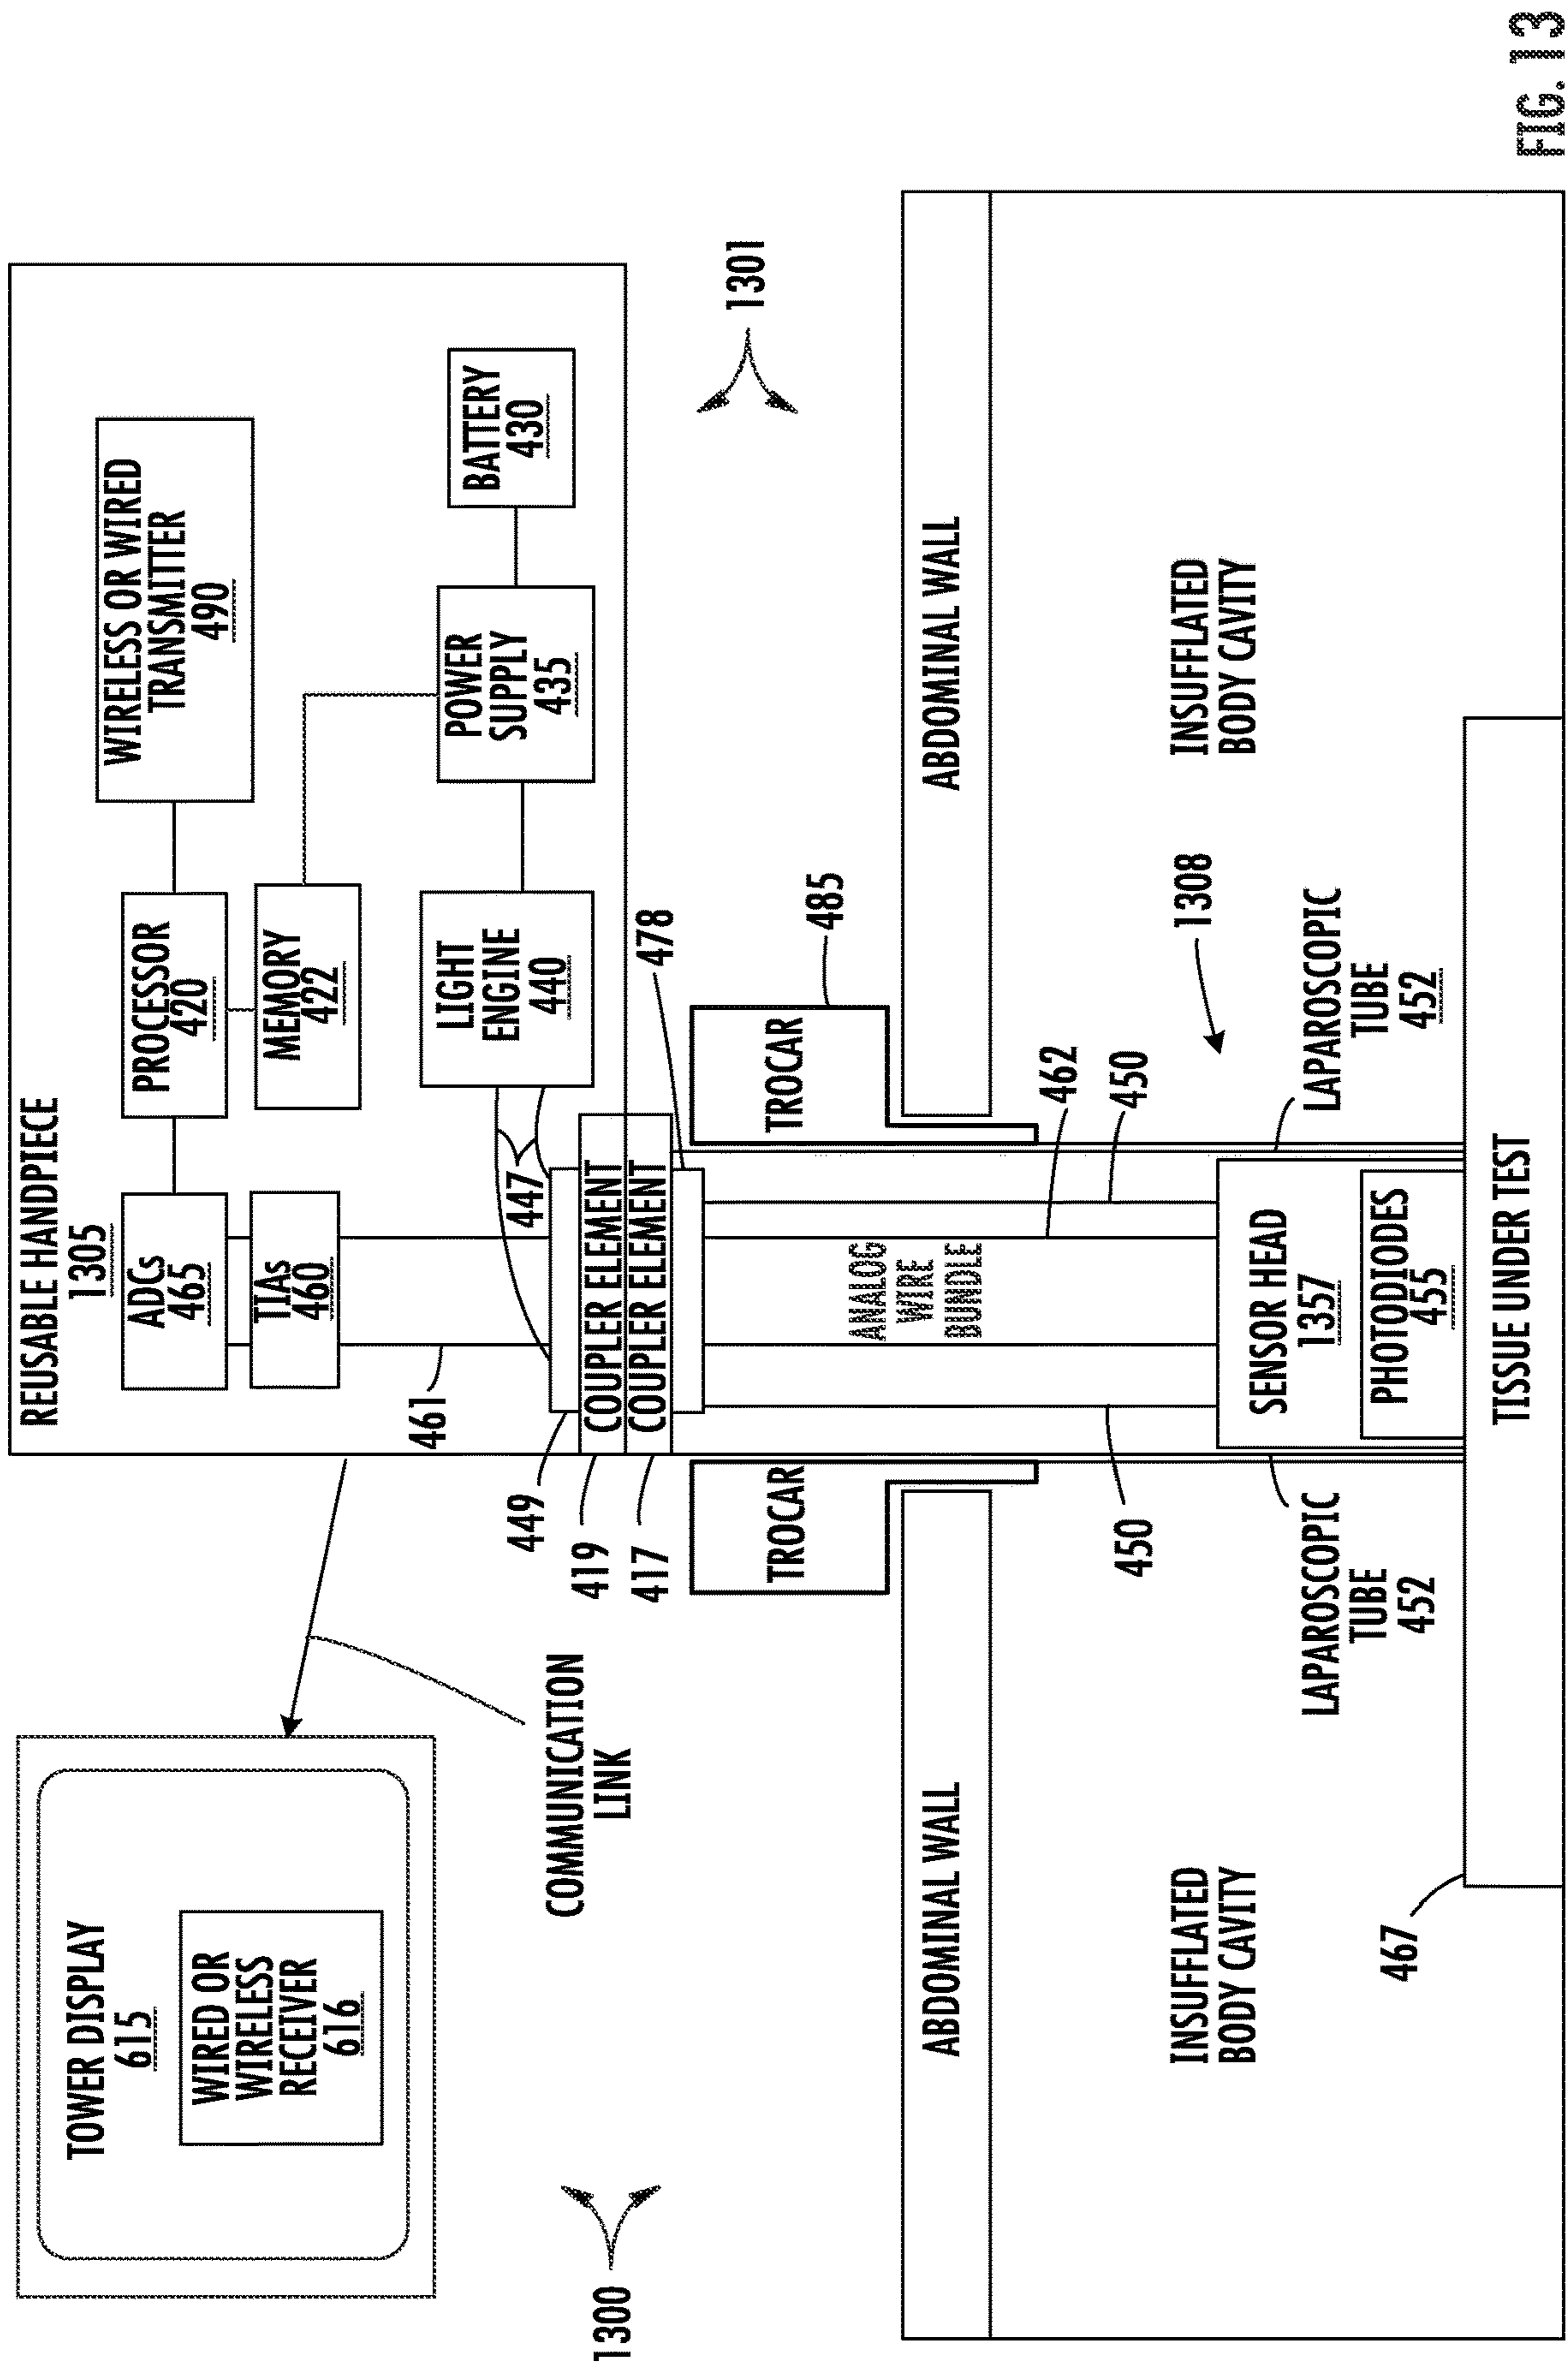 TOWER DISPLAY
615
WIRED OR
WIRELESS
RECEIVER
616
COMMUNICATION
LINK
1300
REUSABLE HANDPIECE
1305
ADCs
465
TIAs
460
461
PROCESSOR
420
MEMORY
422
WIRELESS OR WIRED
TRANSMITTER
490
LIGHT
ENGINE
440
POWER
SUPPLY
435
BATTERY
430
447
449
419
417
COUPLER ELEMENT
COUPLER ELEMENT
478
1301
TROCAR
TROCAR
485
ABDOMINAL WALL
ABDOMINAL WALL
ANALOG
WIRE
BUNDLE
462
450
450
1308
INSUFFLATED
BODY CAVITY
INSUFFLATED
BODY CAVITY
LAPAROSCOPIC
TUBE
452
SENSOR HEAD
1357
PHOTODIODES
455
LAPAROSCOPIC
TUBE
452
467
TISSUE UNDER TEST
FIG. 13